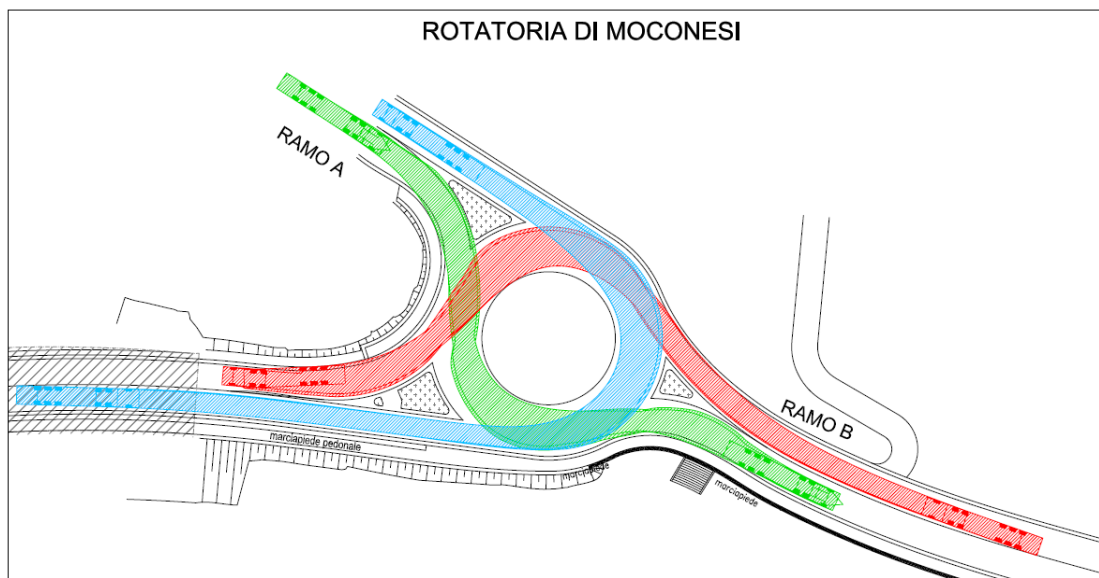 ROTATORIA DI MOCONESI
RAMO A
RAMO B
marciapiede pedonale
marciapiede
marciapiede